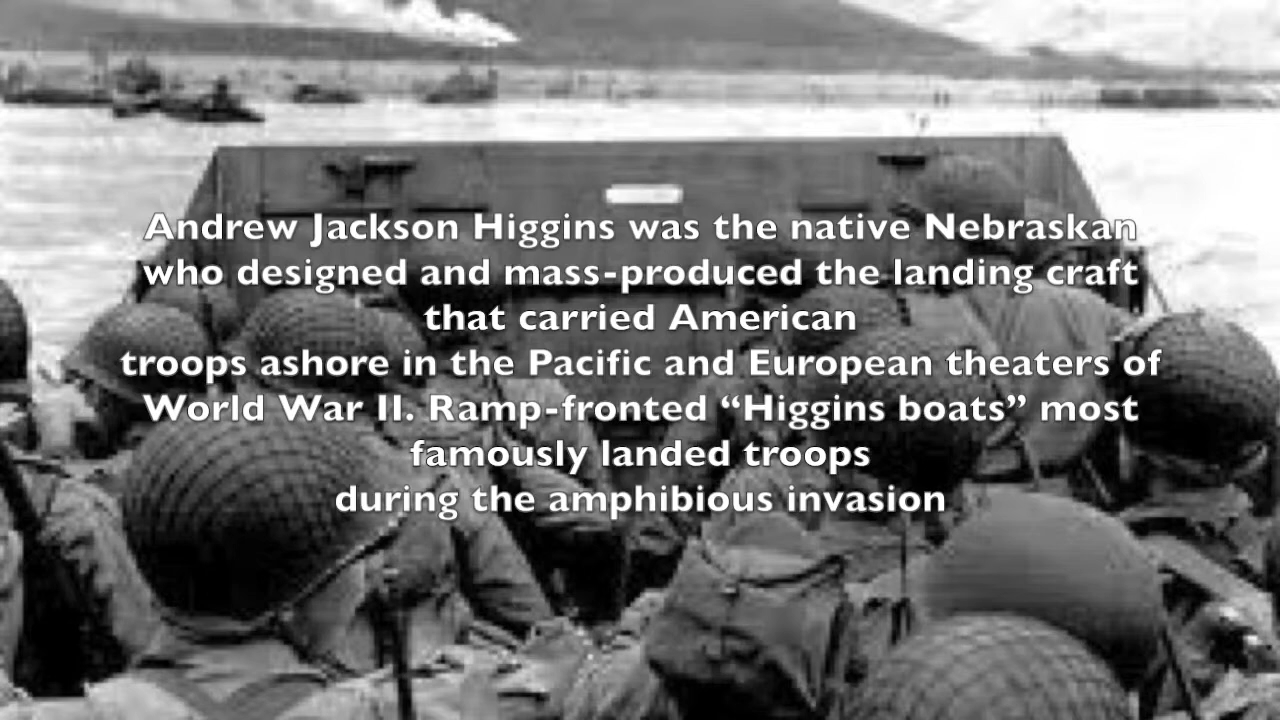 Andrew Jackson Higgins was the native Nebraskan
who designed and mass-produced the landing craft
that carried American
troops ashore in the Pacific and European theaters of
World War II. Ramp-fronted “Higgins boats” most
famously landed troops
during the amphibious invasion